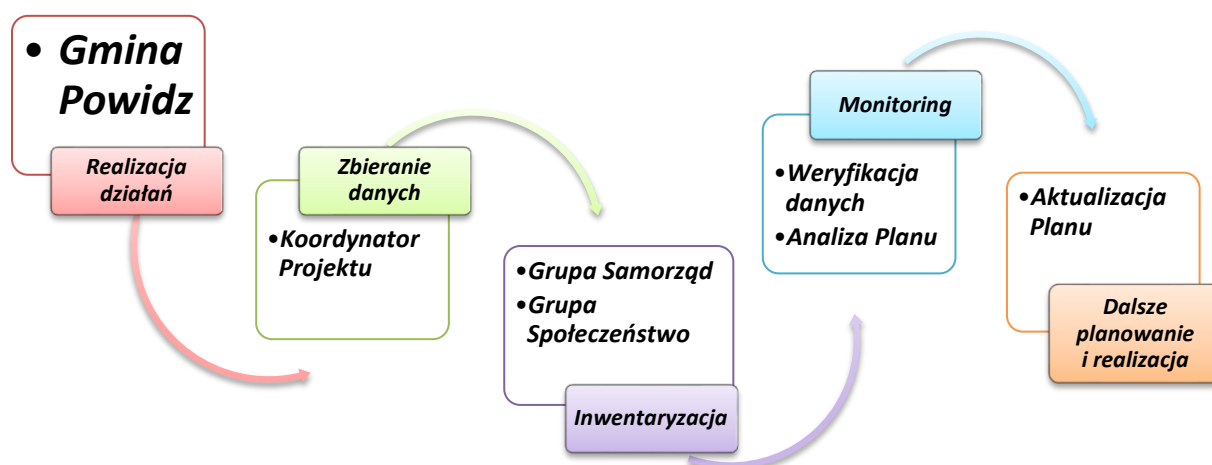 • Gmina
Powidz
Realizacja
działań
Zbieranie
danych
•Koordynator
Projektu
•Grupa Samorząd
•Grupa
Społeczeństwo
Inwentaryzacja
Monitoring
•Weryfikacja
danych
•Analiza Planu
•Aktualizacja
Planu
Dalsze
planowanie
i realizacja